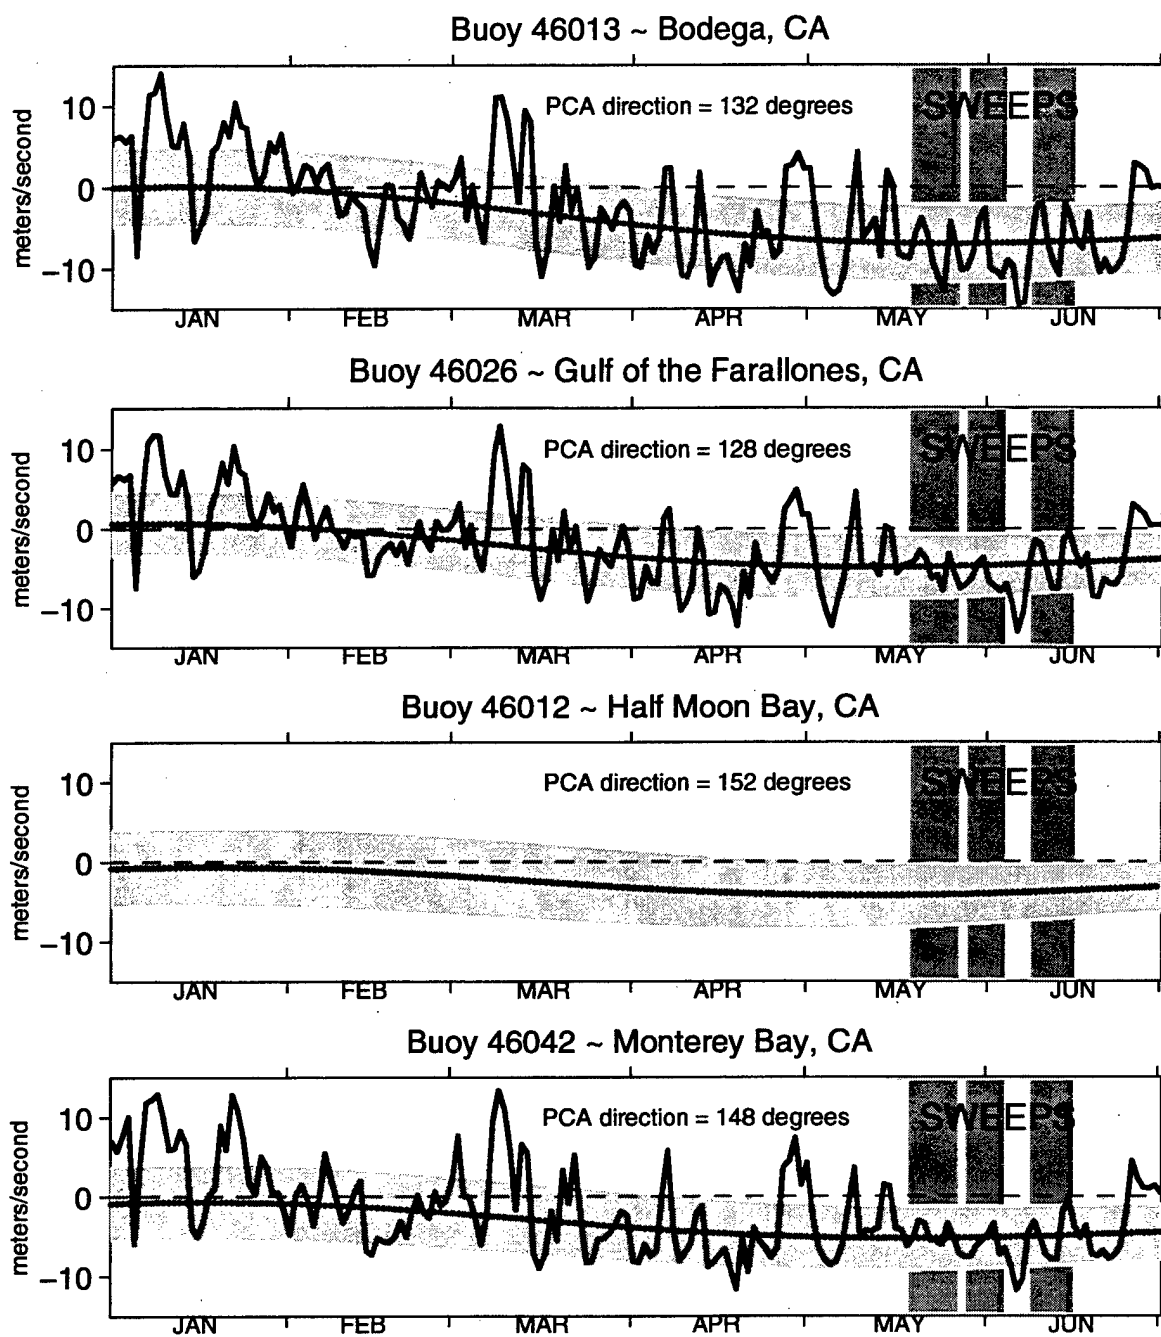 Buoy 46013 ~ Bodega, CA
meters/second
10
0
−10
PCA direction = 132 degrees
SWEEPS
JAN FEB MAR APR MAY JUN
Buoy 46026 ~ Gulf of the Farallones, CA
meters/second
10
0
−10
PCA direction = 128 degrees
SWEEPS
JAN FEB MAR APR MAY JUN
Buoy 46012 ~ Half Moon Bay, CA
meters/second
10
0
−10
PCA direction = 152 degrees
SWEEPS
JAN FEB MAR APR MAY JUN
Buoy 46042 ~ Monterey Bay, CA
meters/second
10
0
−10
PCA direction = 148 degrees
SWEEPS
JAN FEB MAR APR MAY JUN